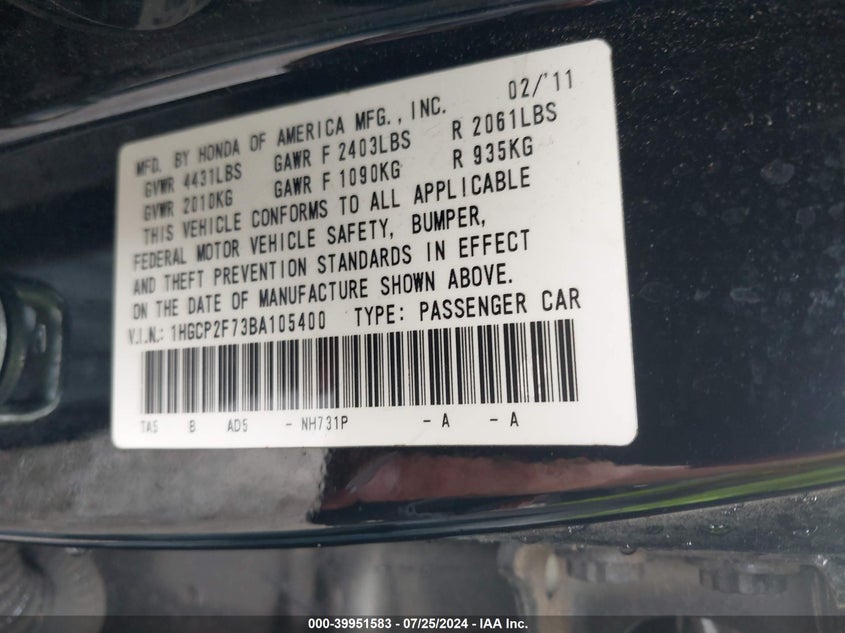 MFD. BY HONDA OF AMERICA MFG., INC. 02/'11
GVWR 4431LBS GAWR F 2403LBS R 2061LBS
GVWR 2010KG GAWR F 1090KG R 935KG
THIS VEHICLE CONFORMS TO ALL APPLICABLE
FEDERAL MOTOR VEHICLE SAFETY, BUMPER,
AND THEFT PREVENTION STANDARDS IN EFFECT
ON THE DATE OF MANUFACTURE SHOWN ABOVE.
V.I.N.: 1HGCP2F73BA105400 TYPE: PASSENGER CAR
TA5 B AD5 - NH731P - A - A
000-39951583 / 07/25/2024 - IAA Inc.